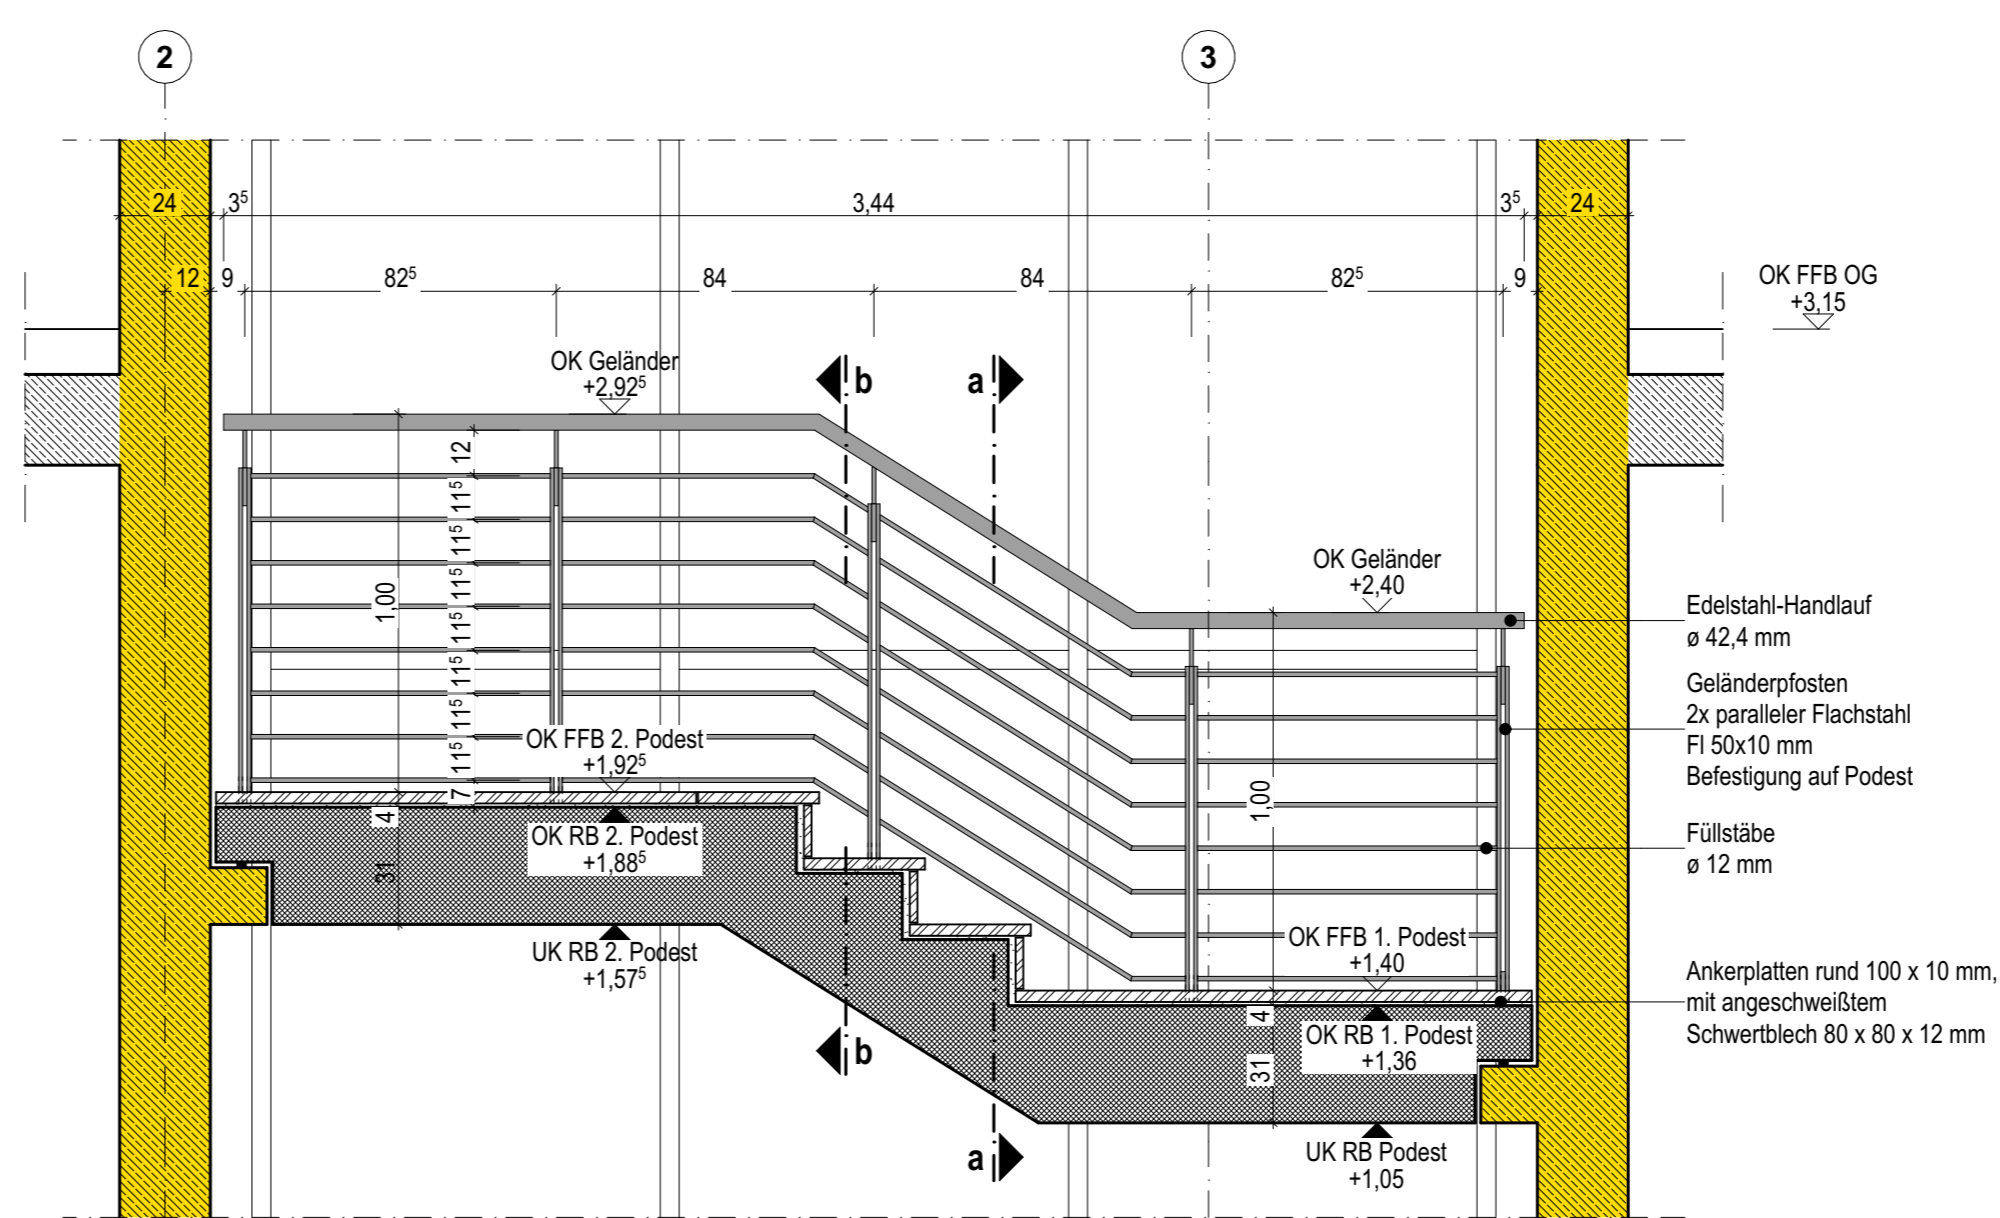 2
3
24
3⁵
3,44
3⁵
24
12
9
82⁵
84
84
82⁵
9
OK FFB OG
+3,15
OK Geländer
+2,92⁵
b
a
12
11⁵
11⁵
11⁵
11⁵
11⁵
11⁵
11⁵
7
1,00
4
31
OK Geländer
+2,40
1,00
4
31
Edelstahl-Handlauf
ø 42,4 mm
Geländerpfosten
2x paralleler Flachstahl
Fl 50x10 mm
Befestigung auf Podest
Füllstäbe
ø 12 mm
OK FFB 2. Podest
+1,92⁵
OK RB 2. Podest
+1,88⁵
UK RB 2. Podest
+1,57⁵
OK FFB 1. Podest
+1,40
OK RB 1. Podest
+1,36
UK RB Podest
+1,05
Ankerplatten rund 100 x 10 mm,
mit angeschweißtem
Schwertblech 80 x 80 x 12 mm
b
a